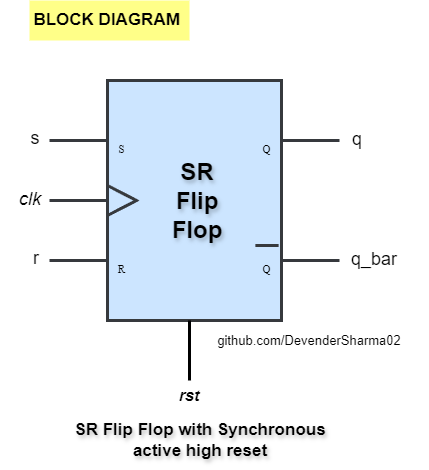 BLOCK DIAGRAM
s
S
Q
q
SR
Flip
Flop
clk
r
R
Q
q_bar
github.com/DevenderSharma02
rst
SR Flip Flop with Synchronous
active high reset